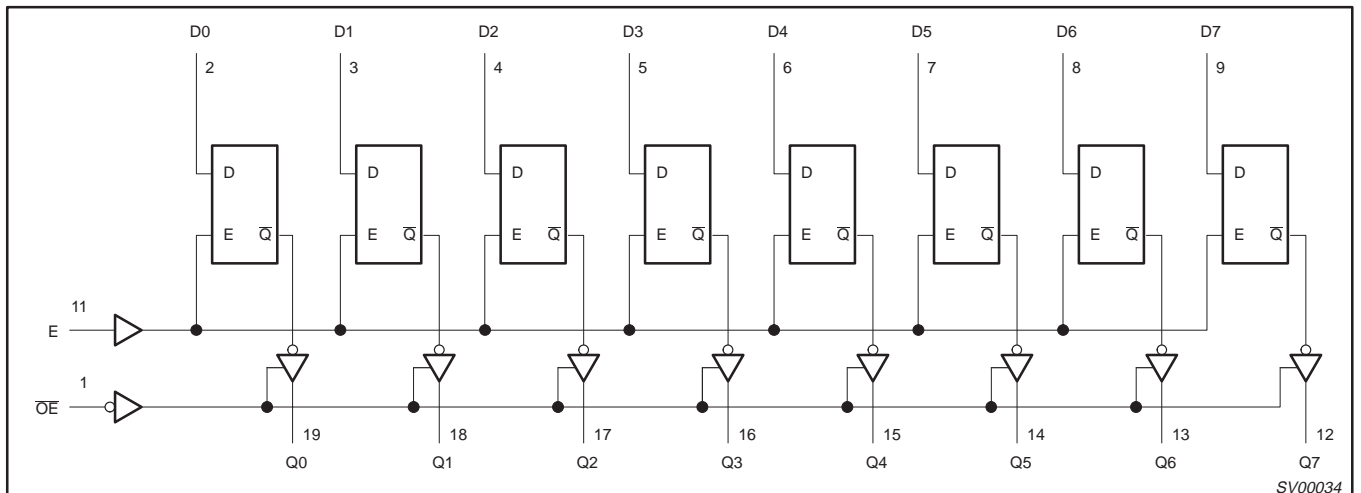 D0 D1 D2 D3 D4 D5 D6 D7
2 3 4 5 6 7 8 9
D D D D D D D D
E Q̅ E Q̅ E Q̅ E Q̅ E Q̅ E Q̅ E Q̅ E Q̅
11
E
1
O̅E̅
19 18 17 16 15 14 13 12
Q0 Q1 Q2 Q3 Q4 Q5 Q6 Q7
SV00034